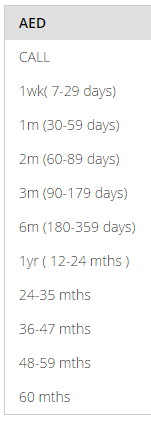 AED
CALL
1wk( 7-29 days)
1m (30-59 days)
2m (60-89 days)
3m (90-179 days)
6m (180-359 days)
1yr ( 12-24 mths )
24-35 mths
36-47 mths
48-59 mths
60 mths